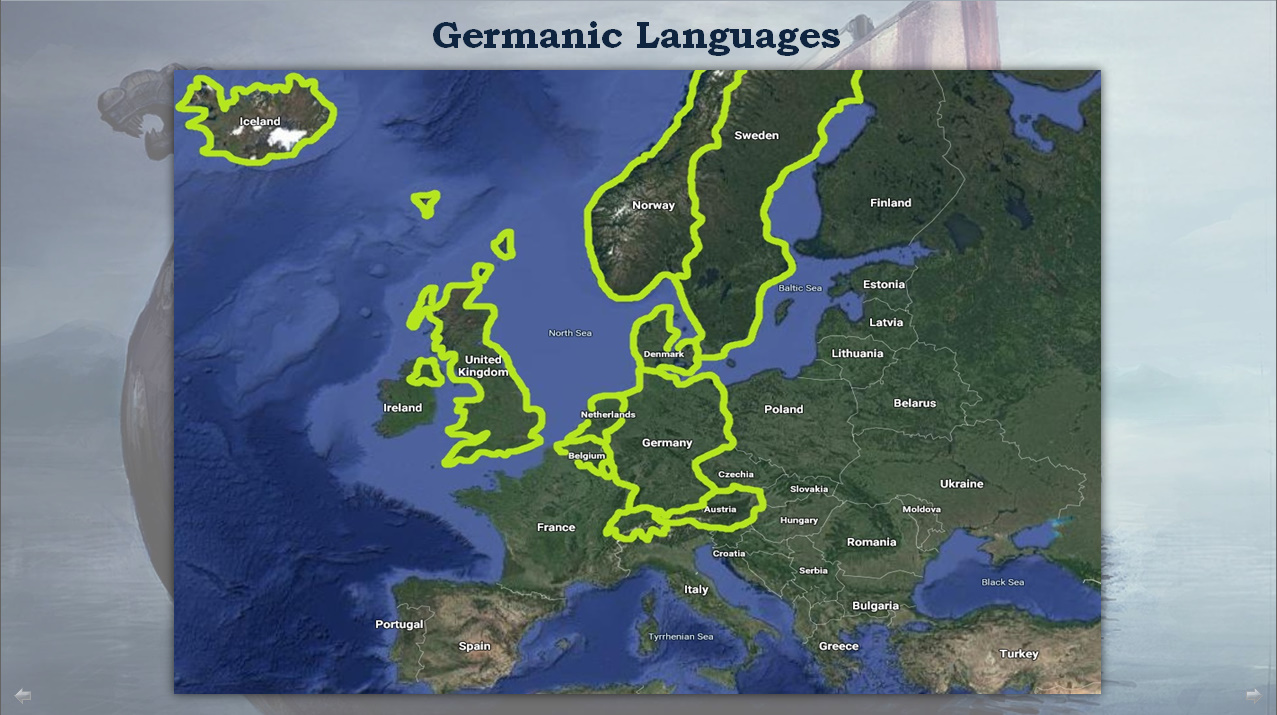 Germanic Languages
Iceland
Sweden
Norway
Finland
Estonia
Baltic Sea
Latvia
North Sea
Denmark
Lithuania
United
Kingdom
Ireland
Netherlands
Poland
Belarus
Germany
Belgium
Czechia
Slovakia
Ukraine
Austria
Moldova
Hungary
France
Romania
Croatia
Serbia
Black Sea
Italy
Bulgaria
Portugal
Tyrrhenian Sea
Spain
Greece
Turkey